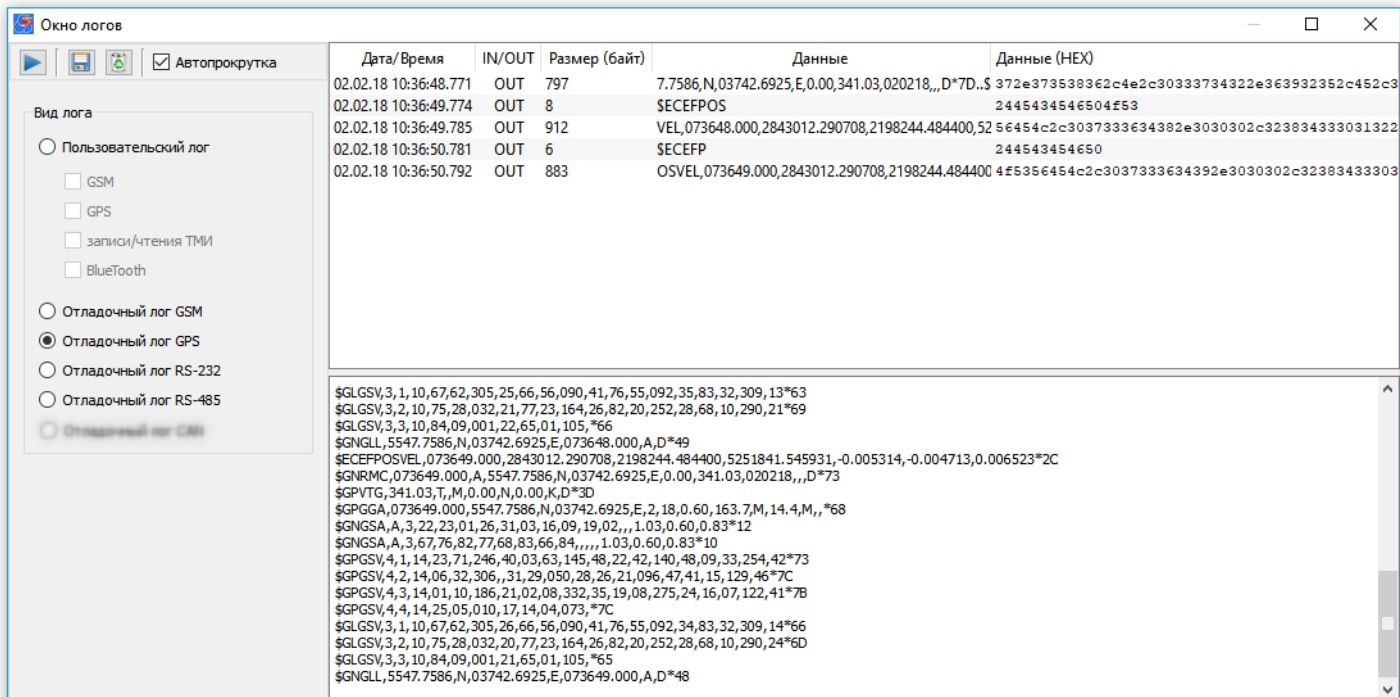 Окно логов
Автопрокрутка
Вид лога
Пользовательский лог
GSM
GPS
записи/чтения ТМИ
BlueTooth
Отладочный лог GSM
Отладочный лог GPS
Отладочный лог RS-232
Отладочный лог RS-485
Отладочный лог CAN
Дата/Время IN/OUT Размер (байт) Данные Данные (HEX)
02.02.18 10:36:48.771 OUT 797 7.7586,N,03742.6925,E,0.00,341.03,020218,,,D*7D..$ 372e373538362c4e2c30333734322e363932352c452c3
02.02.18 10:36:49.774 OUT 8 $ECEFPOS 2445434546504f53
02.02.18 10:36:49.785 OUT 912 VEL,073648.000,2843012.290708,2198244.484400,52 56454c2c3037333634382e3030302c323834333031322
02.02.18 10:36:50.781 OUT 6 $ECEFP 244543454650
02.02.18 10:36:50.792 OUT 883 OSVEL,073649.000,2843012.290708,2198244.484400 4f5356454c2c3037333634392e3030302c32383433303
$GLGSV,3,1,10,67,62,305,25,66,56,090,41,76,55,092,35,83,32,309,13*63
$GLGSV,3,2,10,75,28,032,21,77,23,164,26,82,20,252,28,68,10,290,21*69
$GLGSV,3,3,10,84,09,001,22,65,01,105,*66
$GNGLL,5547.7586,N,03742.6925,E,073648.000,A,D*49
$ECEFPOSVEL,073649.000,2843012.290708,2198244.484400,5251841.545931,-0.005314,-0.004713,0.006523*2C
$GNRMC,073649.000,A,5547.7586,N,03742.6925,E,0.00,341.03,020218,,,D*73
$GPVTG,341.03,T,,M,0.00,N,0.00,K,D*3D
$GPGGA,073649.000,5547.7586,N,03742.6925,E,2,18,0.60,163.7,M,14.4,M,,*68
$GNGSA,A,3,22,23,01,26,31,03,16,09,19,02,,,1.03,0.60,0.83*12
$GNGSA,A,3,67,76,82,77,68,83,66,84,,,,,1.03,0.60,0.83*10
$GPGSV,4,1,14,23,71,246,40,03,63,145,48,22,42,140,48,09,33,254,42*73
$GPGSV,4,2,14,06,32,306,,31,29,050,28,26,21,096,47,41,15,129,46*7C
$GPGSV,4,3,14,01,10,186,21,02,08,332,35,19,08,275,24,16,07,122,41*7B
$GPGSV,4,4,14,25,05,010,17,14,04,073,*7C
$GLGSV,3,1,10,67,62,305,26,66,56,090,41,76,55,092,34,83,32,309,14*66
$GLGSV,3,2,10,75,28,032,20,77,23,164,26,82,20,252,28,68,10,290,24*6D
$GLGSV,3,3,10,84,09,001,21,65,01,105,*65
$GNGLL,5547.7586,N,03742.6925,E,073649.000,A,D*48